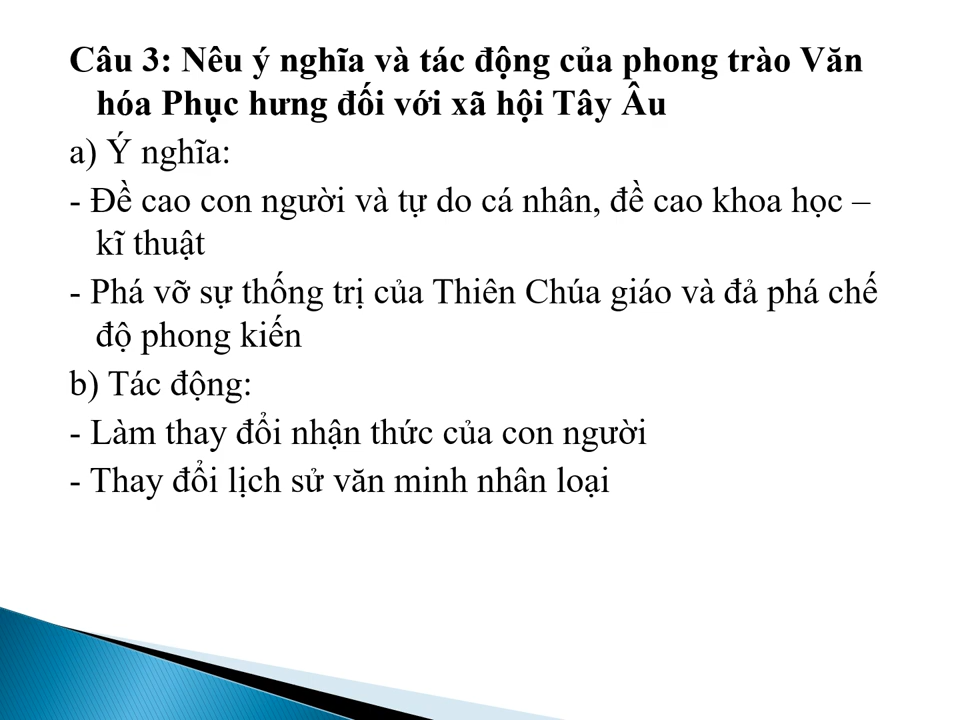 Câu 3: Nêu ý nghĩa và tác động của phong trào Văn
hóa Phục hưng đối với xã hội Tây Âu
a) Ý nghĩa:
- Đề cao con người và tự do cá nhân, đề cao khoa học –
kĩ thuật
- Phá vỡ sự thống trị của Thiên Chúa giáo và đả phá chế
độ phong kiến
b) Tác động:
- Làm thay đổi nhận thức của con người
- Thay đổi lịch sử văn minh nhân loại